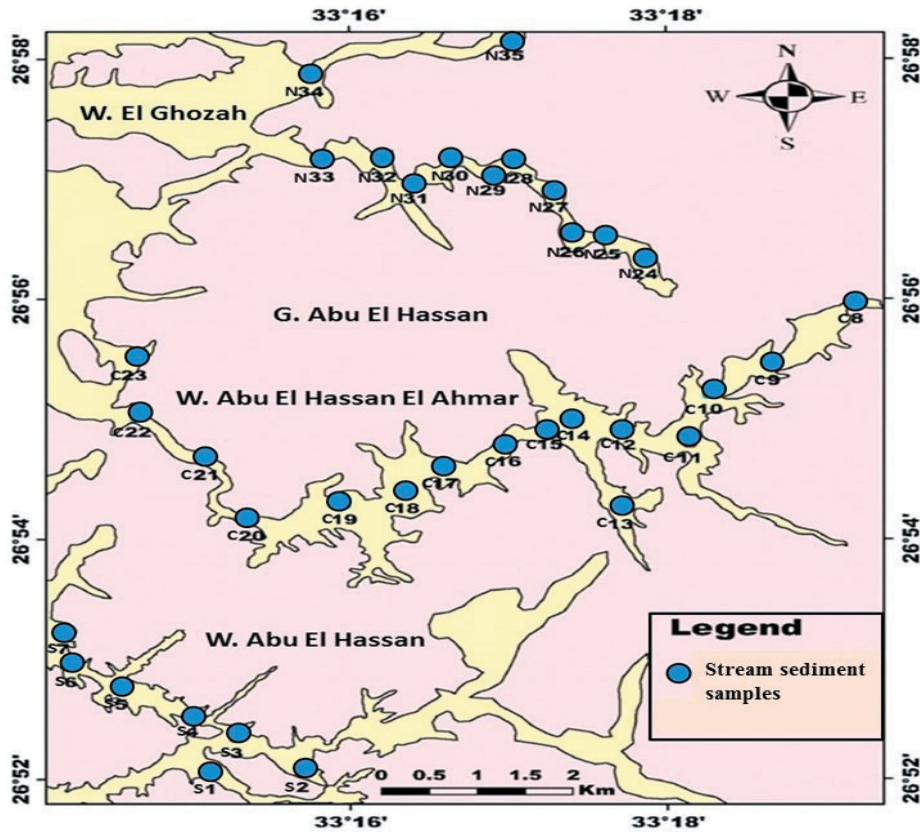 33°16' 33°18'
26°58' 26°58'
N35
N34
N
W E
S
W. El Ghozah
N33 N32 N30 N28
N31 N29
N27
N26 N25
N24
26°56' 26°56'
G. Abu El Hassan
C8
C23
C9
W. Abu El Hassan El Ahmar
C10
C22
C15 C14 C12
C11
C16
C21
C17
C18
C19
C13
C20
26°54' 26°54'
W. Abu El Hassan
S7
S6
S5
S4
S3
S1 S2
Legend
Stream sediment
samples
26°52' 26°52'
0 0.5 1 1.5 2
Km
33°16' 33°18'